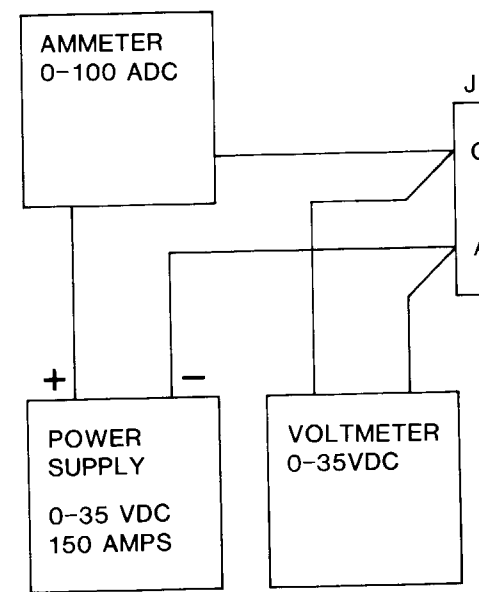 AMMETER
0-100 ADC
J
+
-
POWER
SUPPLY
0-35 VDC
150 AMPS
VOLTMETER
0-35VDC